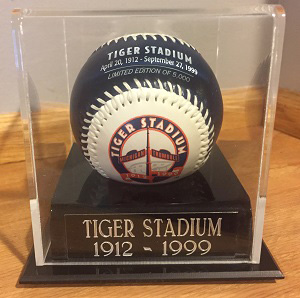 TIGER STADIUM
April 20, 1912 - September 27, 1999
LIMITED EDITION OF 5,000
TIGER STADIUM
TIGER STADIUM
1912 - 1999